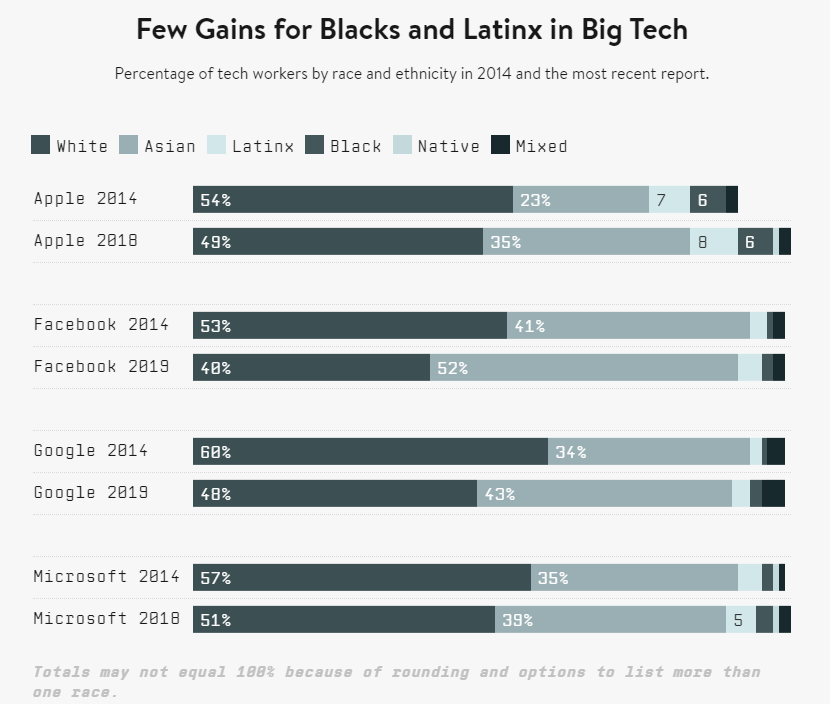 Few Gains for Blacks and Latinx in Big Tech
Percentage of tech workers by race and ethnicity in 2014 and the most recent report.
White Asian Latinx Black Native Mixed
Apple 2014 54% 23% 7 6
Apple 2018 49% 35% 8 6
Facebook 2014 53% 41%
Facebook 2019 40% 52%
Google 2014 60% 34%
Google 2019 48% 43%
Microsoft 2014 57% 35%
Microsoft 2018 51% 39% 5
Totals may not equal 100% because of rounding and options to list more than
one race.